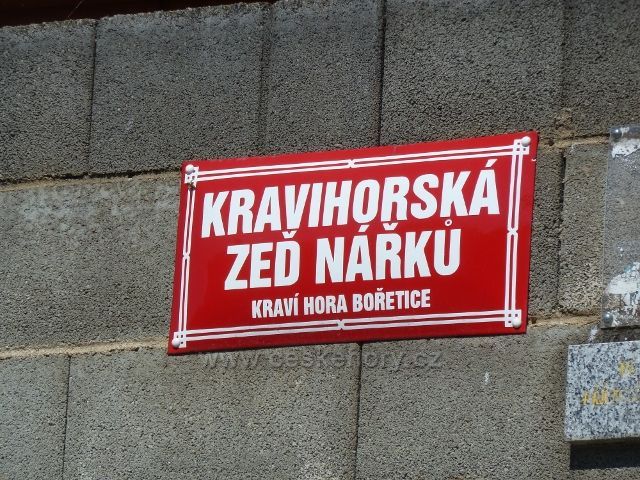 KRAVIHORSKÁ
ZEĎ NÁŘKŮ
KRAVÍ HORA BOŘETICE
www.ceskehory.cz